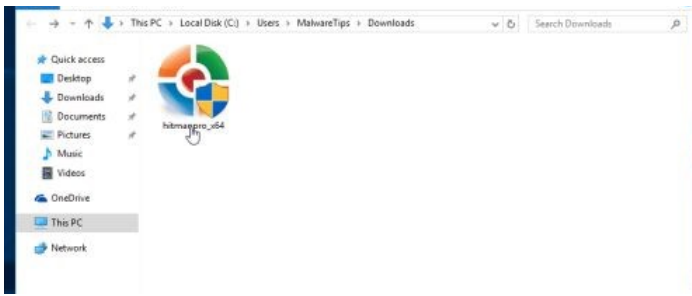 This PC › Local Disk (C:) › Users › MalwareTips › Downloads
Search Downloads
Quick access
Desktop
Downloads
Documents
Pictures
Music
Videos
OneDrive
This PC
Network
hitmanpro_x64